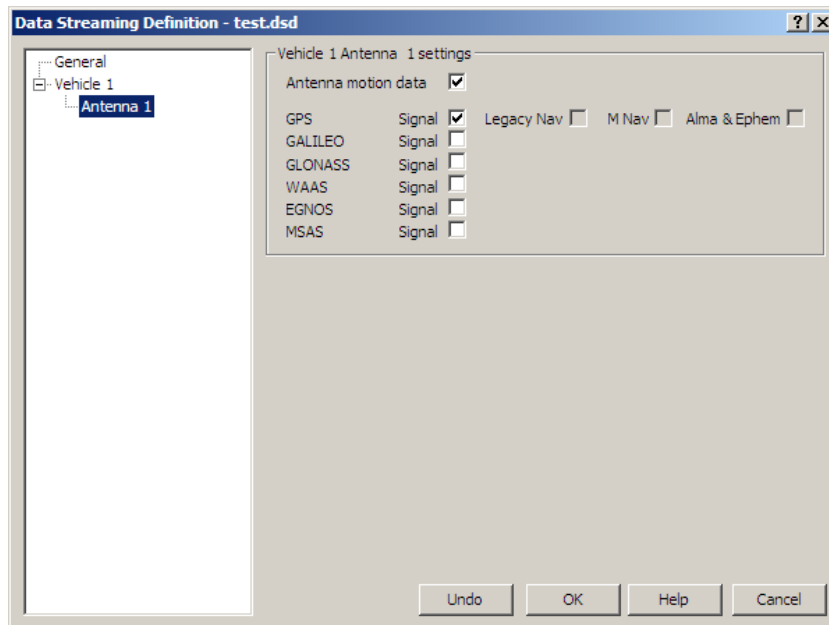 Data Streaming Definition - test.dsd
General
Vehicle 1
Antenna 1
Vehicle 1 Antenna 1 settings
Antenna motion data
GPS Signal Legacy Nav M Nav Alma & Ephem
GALILEO Signal
GLONASS Signal
WAAS Signal
EGNOS Signal
MSAS Signal
Undo OK Help Cancel